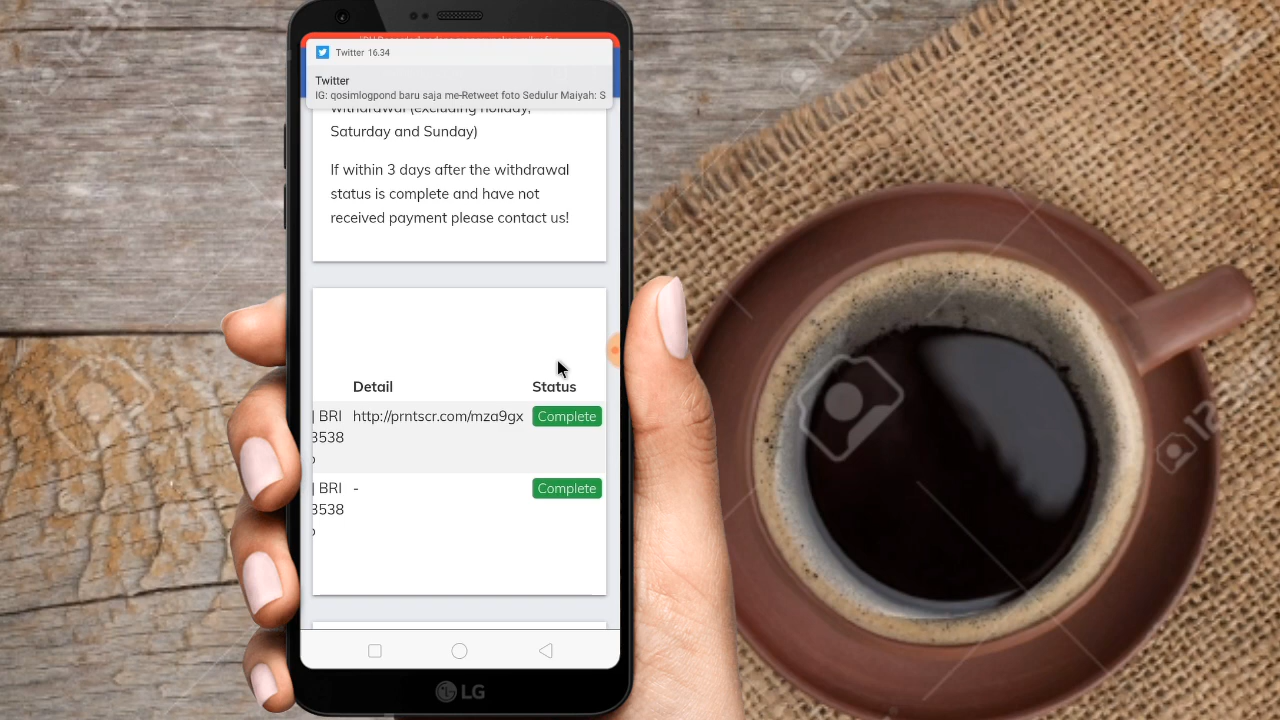 Twitter 16.34
Twitter
IG: qosimlogpond baru saja me-Retweet foto Sedulur Maiyah: S
withdrawal (excluding holiday,
Saturday and Sunday)
If within 3 days after the withdrawal
status is complete and have not
received payment please contact us!
Detail Status
BRI http://prntscr.com/mza9gx Complete
3538
BRI - Complete
3538
LG